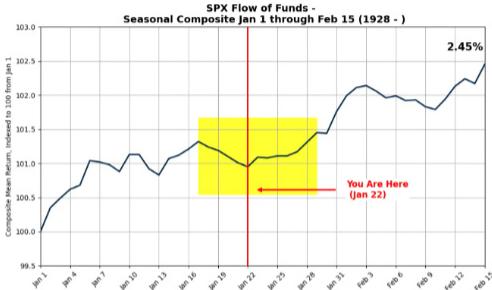 SPX Flow of Funds -
Seasonal Composite Jan 1 through Feb 15 (1928 - )
Composite Mean Return, Indexed to 100 from Jan 1
103.0
102.5
102.0
101.5
101.0
100.5
100.0
99.5
2.45%
You Are Here
(Jan 22)
Jan 1
Jan 4
Jan 7
Jan 10
Jan 13
Jan 16
Jan 19
Jan 22
Jan 25
Jan 28
Jan 31
Feb 3
Feb 6
Feb 9
Feb 12
Feb 15